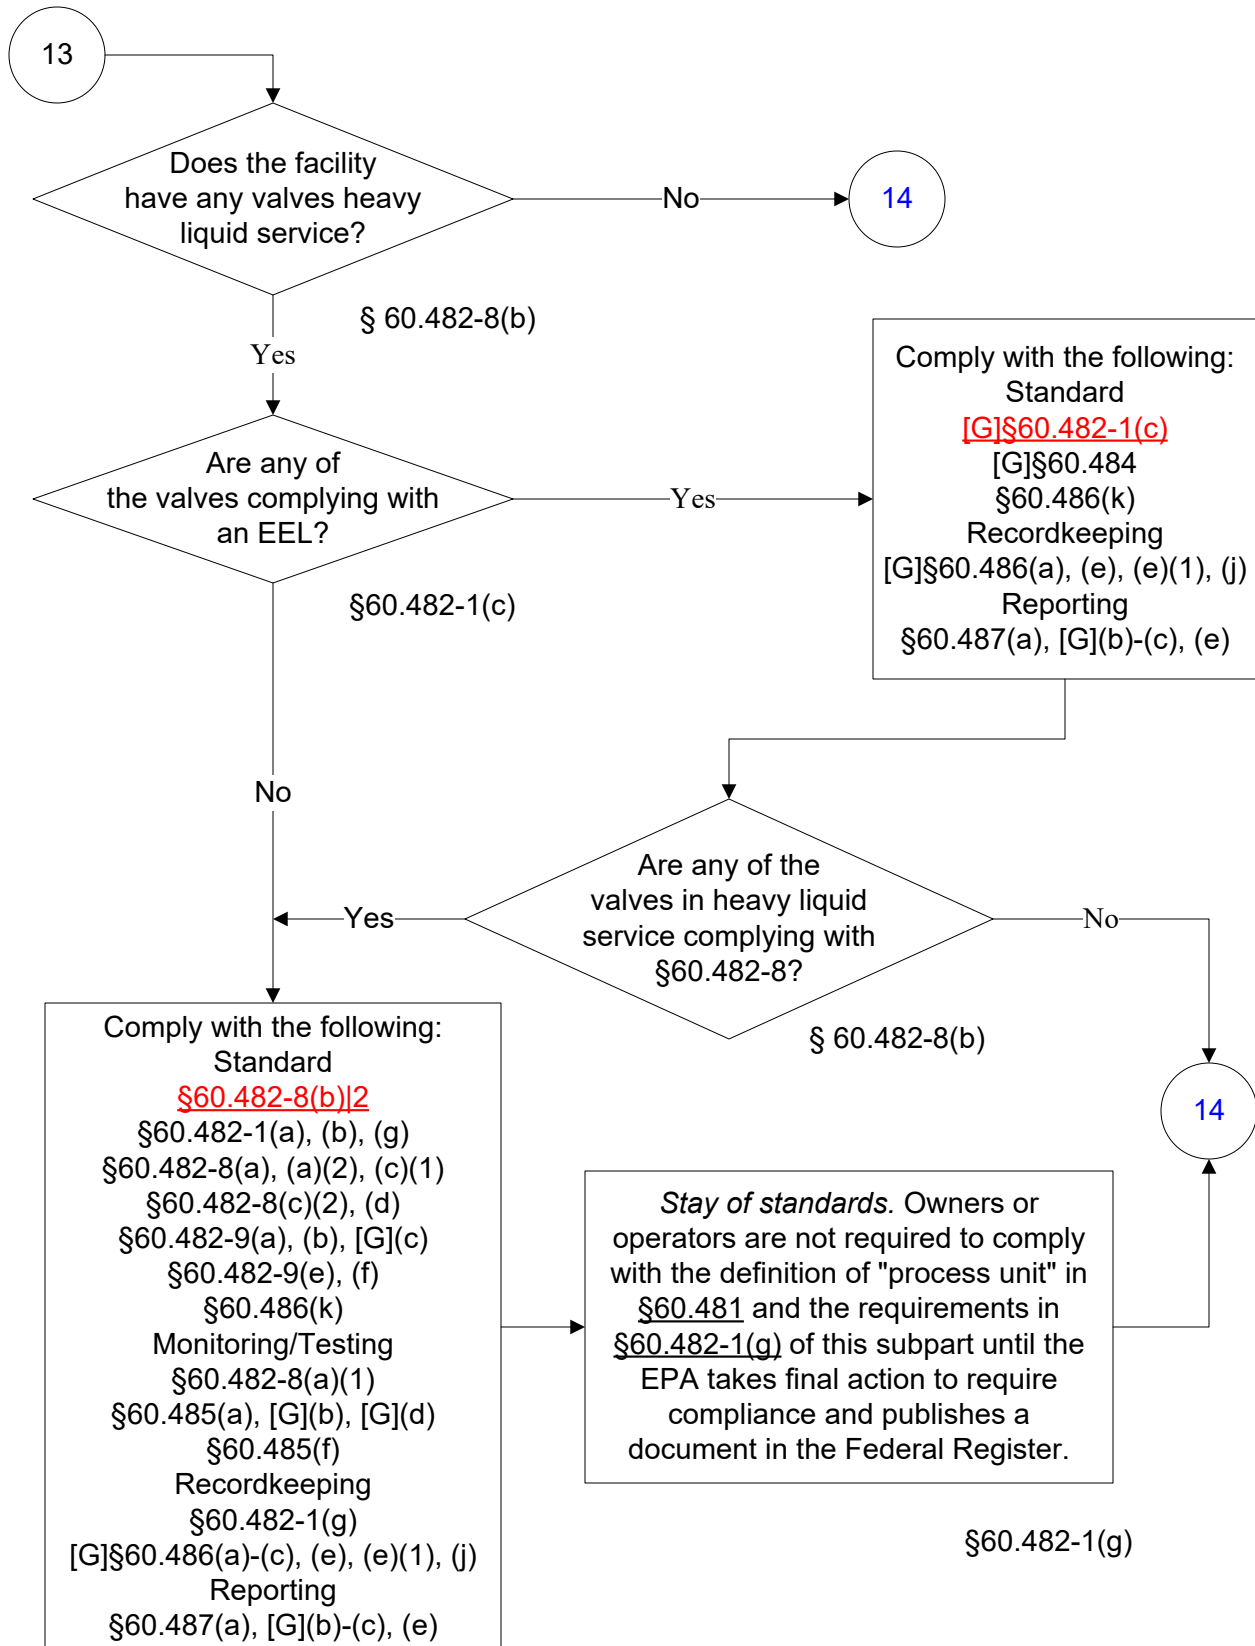 13
Does the facility
have any valves heavy
liquid service?
No
14
§ 60.482-8(b)
Yes
Are any of
the valves complying with
an EEL?
Yes
§60.482-1(c)
Comply with the following:
Standard
[G]§60.482-1(c)
[G]§60.484
§60.486(k)
Recordkeeping
[G]§60.486(a), (e), (e)(1), (j)
Reporting
§60.487(a), [G](b)-(c), (e)
No
Are any of the
valves in heavy liquid
service complying with
§60.482-8?
Yes
No
§ 60.482-8(b)
14
Comply with the following:
Standard
§60.482-8(b)|2
§60.482-1(a), (b), (g)
§60.482-8(a), (a)(2), (c)(1)
§60.482-8(c)(2), (d)
§60.482-9(a), (b), [G](c)
§60.482-9(e), (f)
§60.486(k)
Monitoring/Testing
§60.482-8(a)(1)
§60.485(a), [G](b), [G](d)
§60.485(f)
Recordkeeping
§60.482-1(g)
[G]§60.486(a)-(c), (e), (e)(1), (j)
Reporting
§60.487(a), [G](b)-(c), (e)
Stay of standards. Owners or
operators are not required to comply
with the definition of "process unit" in
§60.481 and the requirements in
§60.482-1(g) of this subpart until the
EPA takes final action to require
compliance and publishes a
document in the Federal Register.
§60.482-1(g)